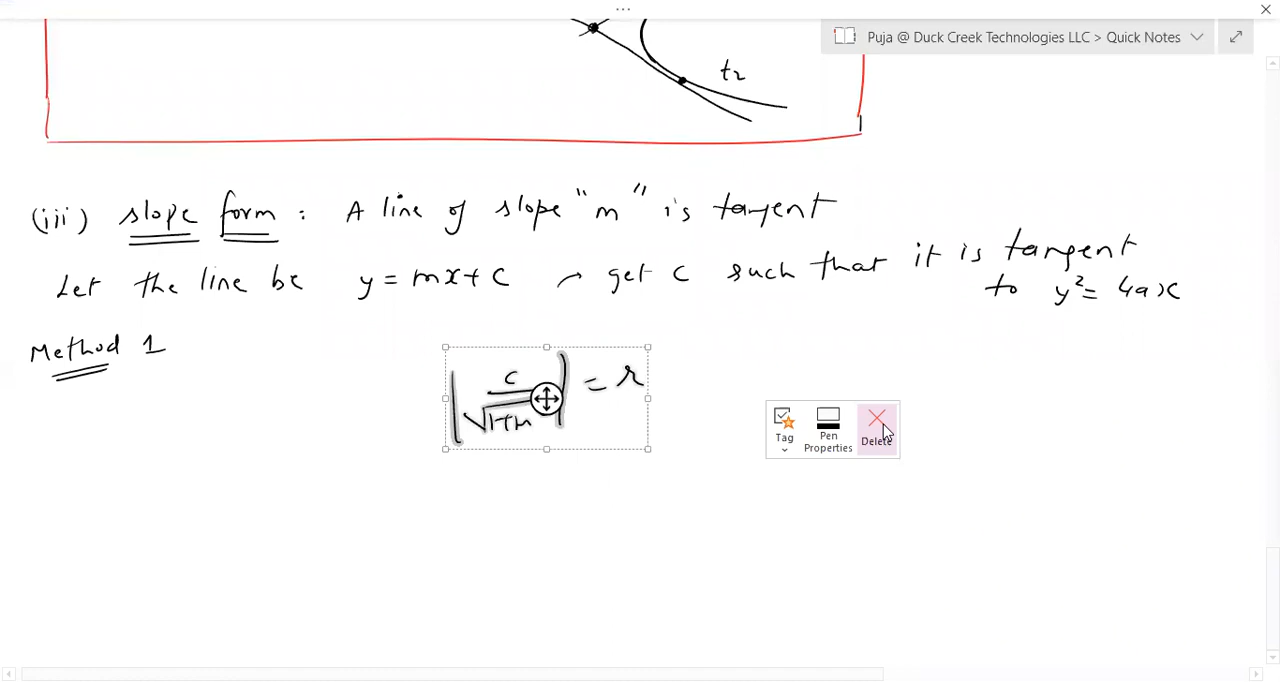 Puja @ Duck Creek Technologies LLC > Quick Notes
t₂
(iii) slope form : A line of slope "m" is tangent
Let the line be y = mx + c get c such that it is tangent
to y² = 4ax
Method 1
|c/√1+m| = r
Tag
Pen Properties
Delete